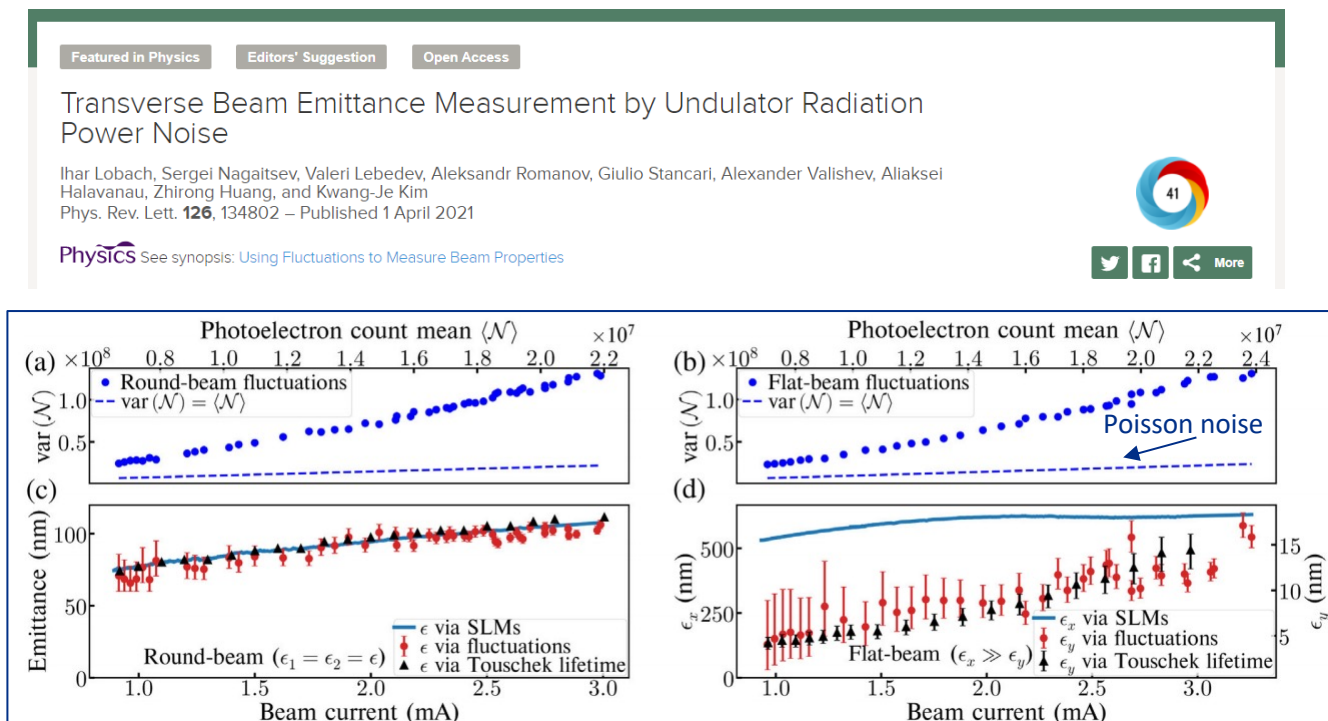 Featured in Physics Editors' Suggestion Open Access
Transverse Beam Emittance Measurement by Undulator Radiation
Power Noise
Ihar Lobach, Sergei Nagaitsev, Valeri Lebedev, Aleksandr Romanov, Giulio Stancari, Alexander Valishev, Aliaksei
Halavanau, Zhirong Huang, and Kwang-Je Kim
Phys. Rev. Lett. 126, 134802 – Published 1 April 2021
41
Physics See synopsis: Using Fluctuations to Measure Beam Properties
More
Photoelectron count mean ⟨𝒩⟩ ×10⁷
(a) ×10⁸ 0.8 1.0 1.2 1.4 1.6 1.8 2.0 2.2
var(𝒩)
1.0
0.5
Round-beam fluctuations
var(𝒩) = ⟨𝒩⟩
Photoelectron count mean ⟨𝒩⟩ ×10⁷
(b) ×10⁸ 0.8 1.0 1.2 1.4 1.6 1.8 2.0 2.2 2.4
var(𝒩)
1.0
0.5
Flat-beam fluctuations
var(𝒩) = ⟨𝒩⟩
Poisson noise
(c)
Emittance (nm)
100
50
0
ϵ via SLMs
ϵ via fluctuations
Round-beam (ϵ₁ = ϵ₂ = ϵ) ϵ via Touschek lifetime
1.0 1.5 2.0 2.5 3.0
Beam current (mA)
(d)
ϵₓ (nm)
500
250
0
15
10
5
ϵᵧ (nm)
ϵₓ via SLMs
ϵᵧ via fluctuations
Flat-beam (ϵₓ ≫ ϵᵧ) ϵᵧ via Touschek lifetime
1.0 1.5 2.0 2.5 3.0
Beam current (mA)